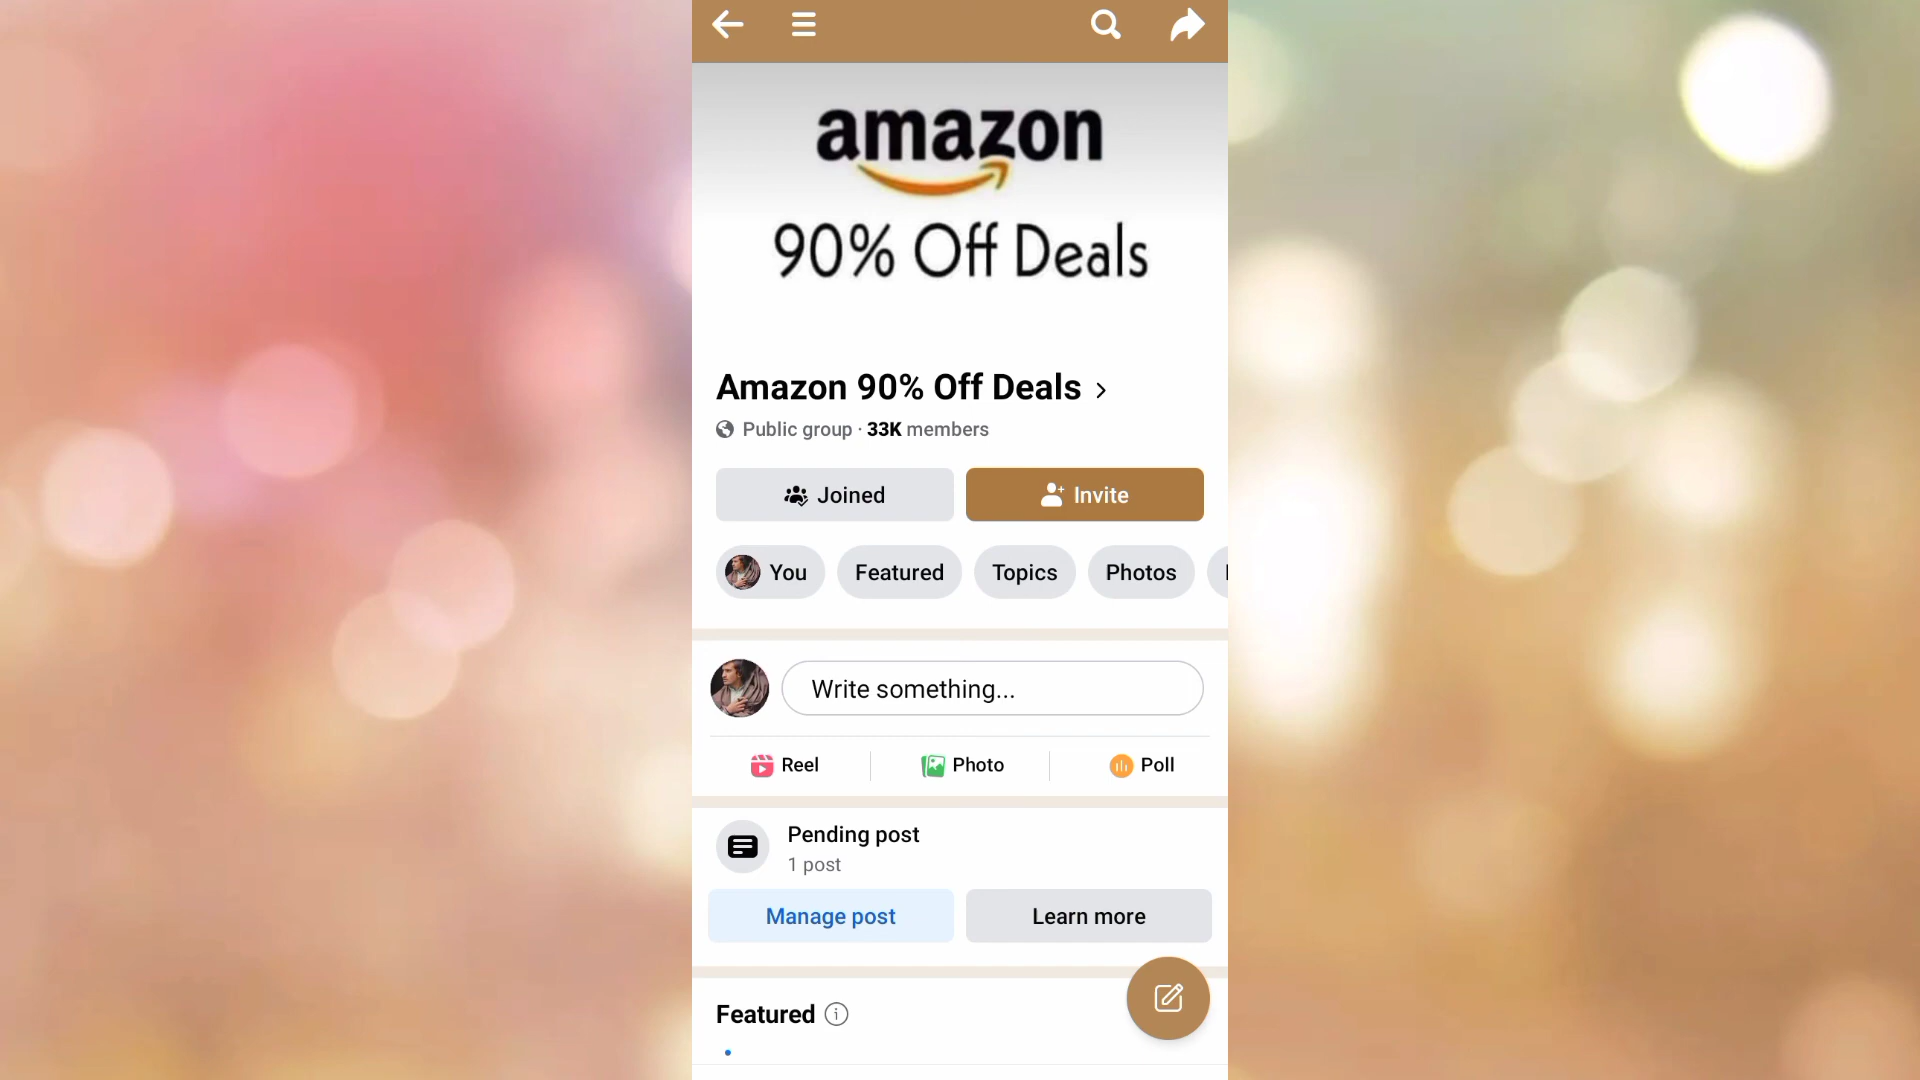 amazon
90% Off Deals
Amazon 90% Off Deals
Public group · 33K members
Joined
Invite
You
Featured
Topics
Photos
Write something...
Reel
Photo
Poll
Pending post
1 post
Manage post
Learn more
Featured